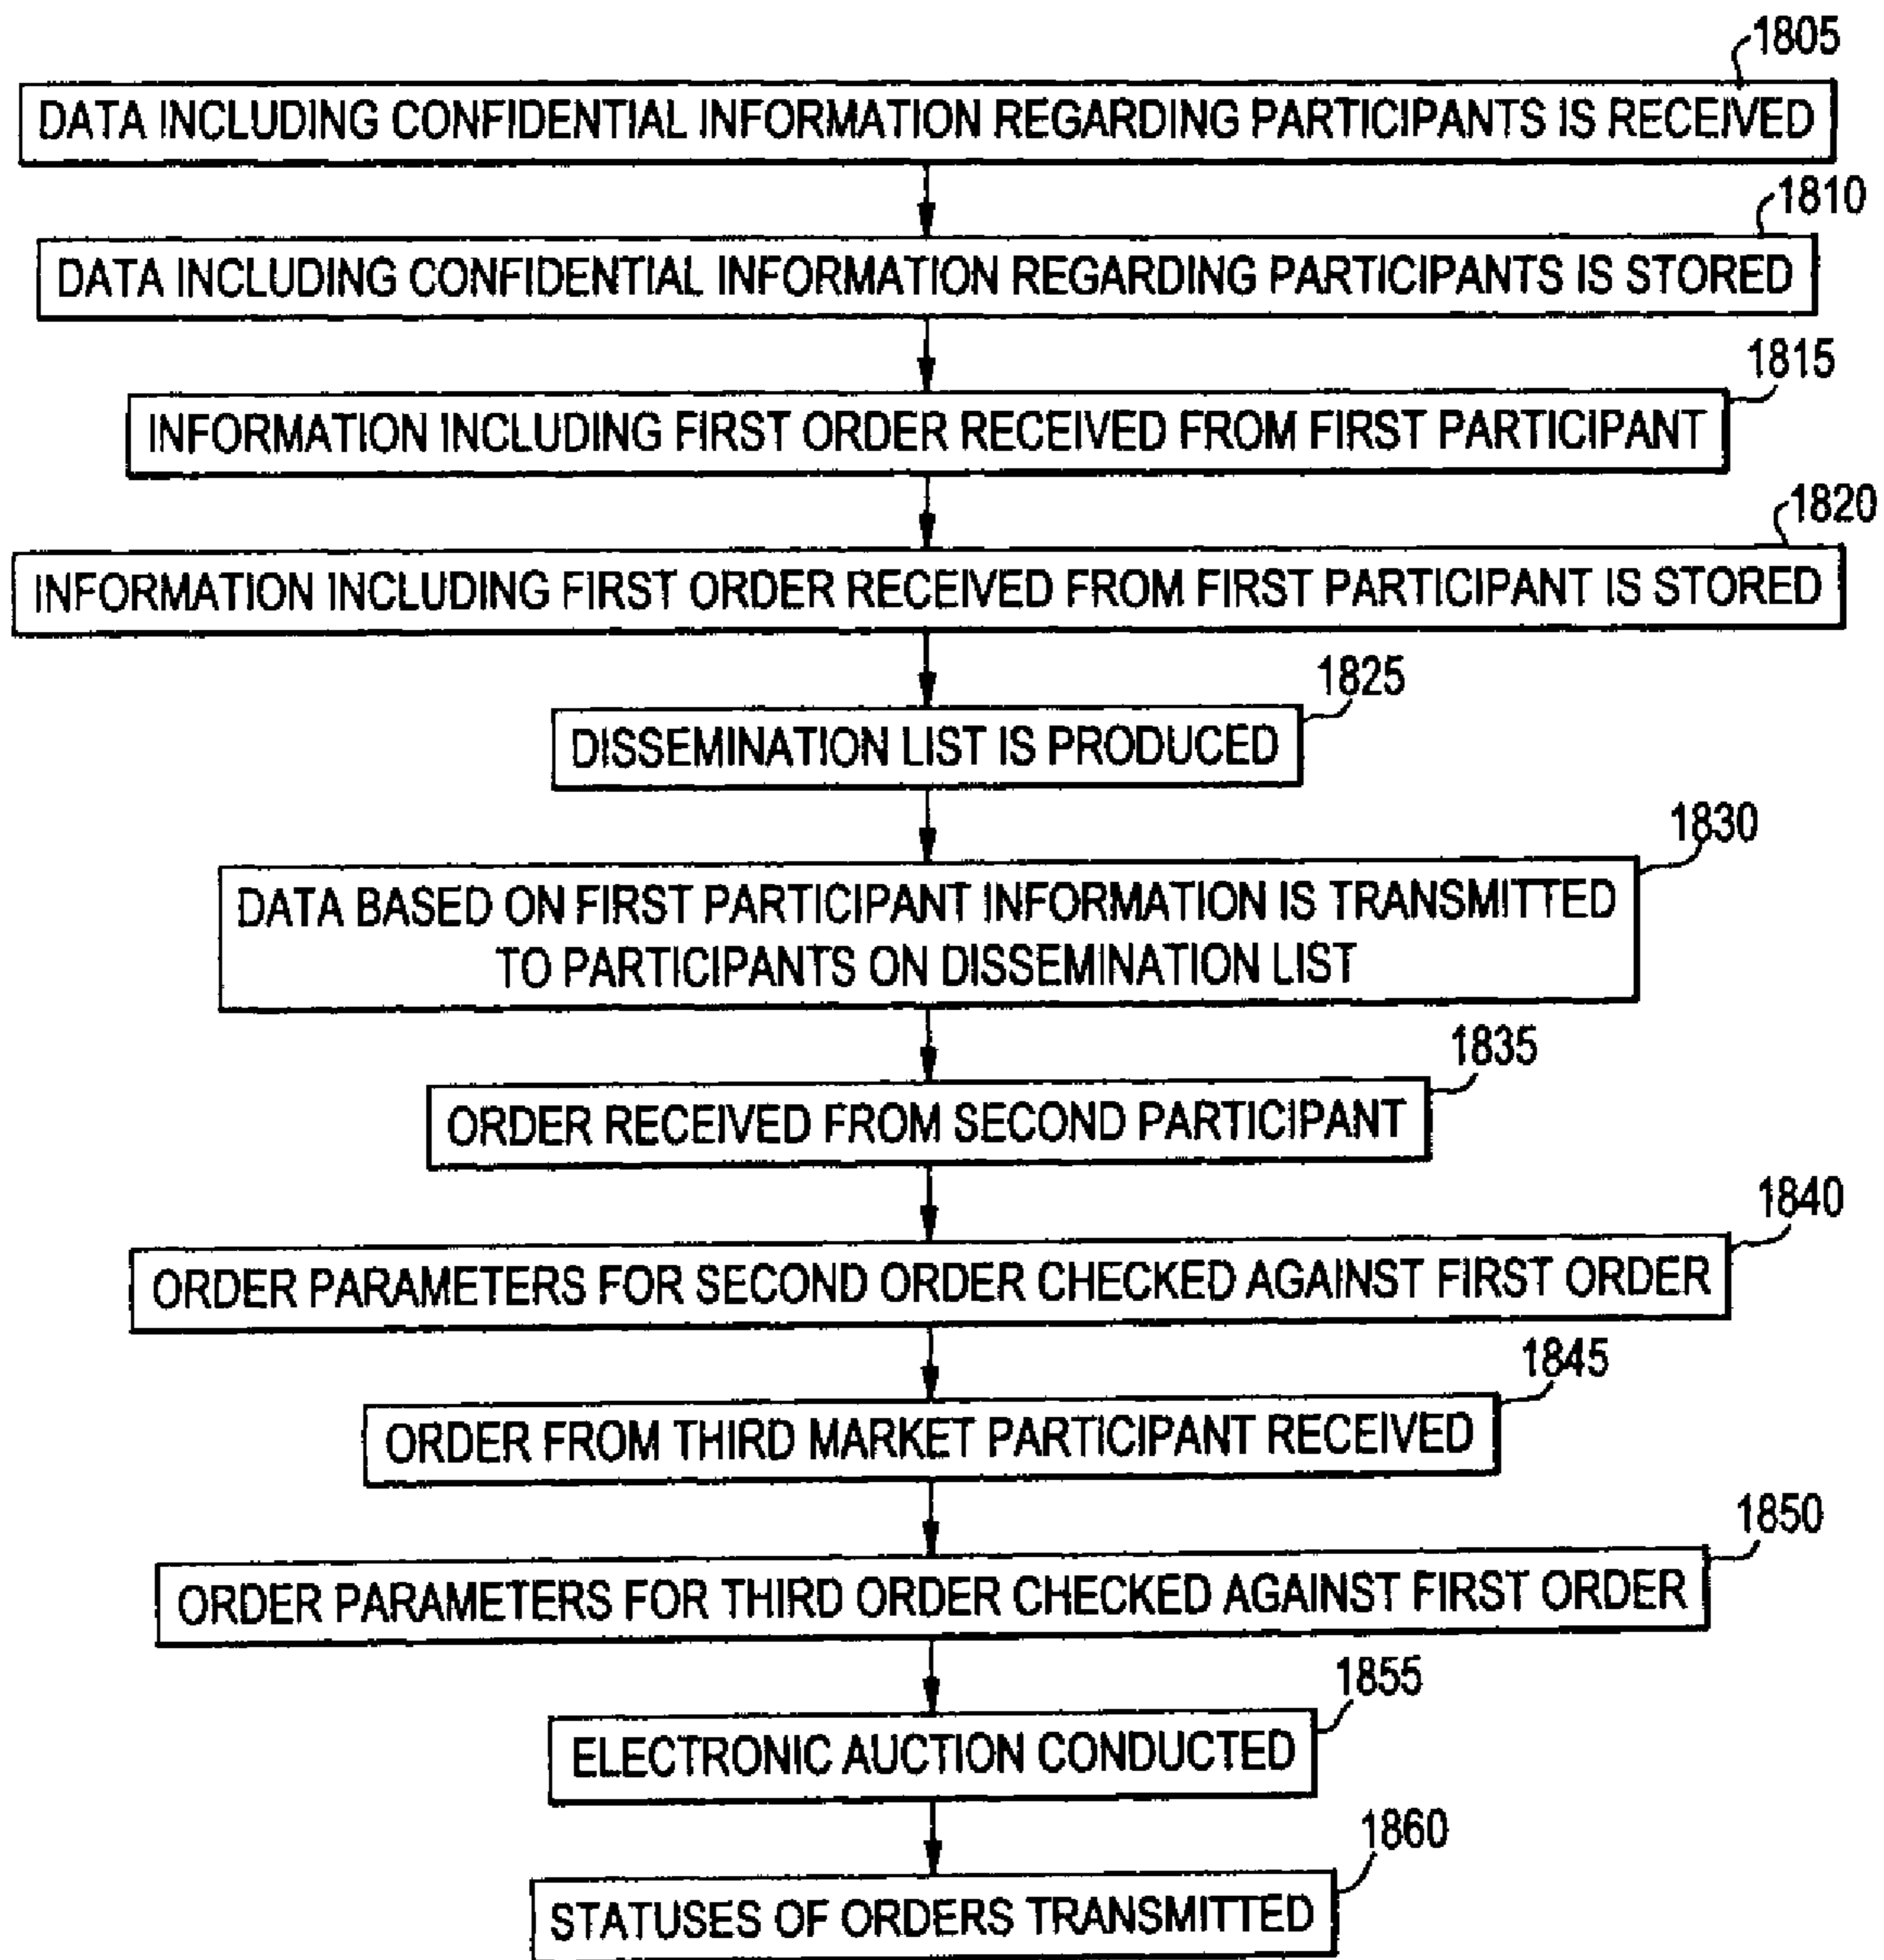 1805
DATA INCLUDING CONFIDENTIAL INFORMATION REGARDING PARTICIPANTS IS RECEIVED
1810
DATA INCLUDING CONFIDENTIAL INFORMATION REGARDING PARTICIPANTS IS STORED
1815
INFORMATION INCLUDING FIRST ORDER RECEIVED FROM FIRST PARTICIPANT
1820
INFORMATION INCLUDING FIRST ORDER RECEIVED FROM FIRST PARTICIPANT IS STORED
1825
DISSEMINATION LIST IS PRODUCED
1830
DATA BASED ON FIRST PARTICIPANT INFORMATION IS TRANSMITTED
TO PARTICIPANTS ON DISSEMINATION LIST
1835
ORDER RECEIVED FROM SECOND PARTICIPANT
1840
ORDER PARAMETERS FOR SECOND ORDER CHECKED AGAINST FIRST ORDER
1845
ORDER FROM THIRD MARKET PARTICIPANT RECEIVED
1850
ORDER PARAMETERS FOR THIRD ORDER CHECKED AGAINST FIRST ORDER
1855
ELECTRONIC AUCTION CONDUCTED
1860
STATUSES OF ORDERS TRANSMITTED